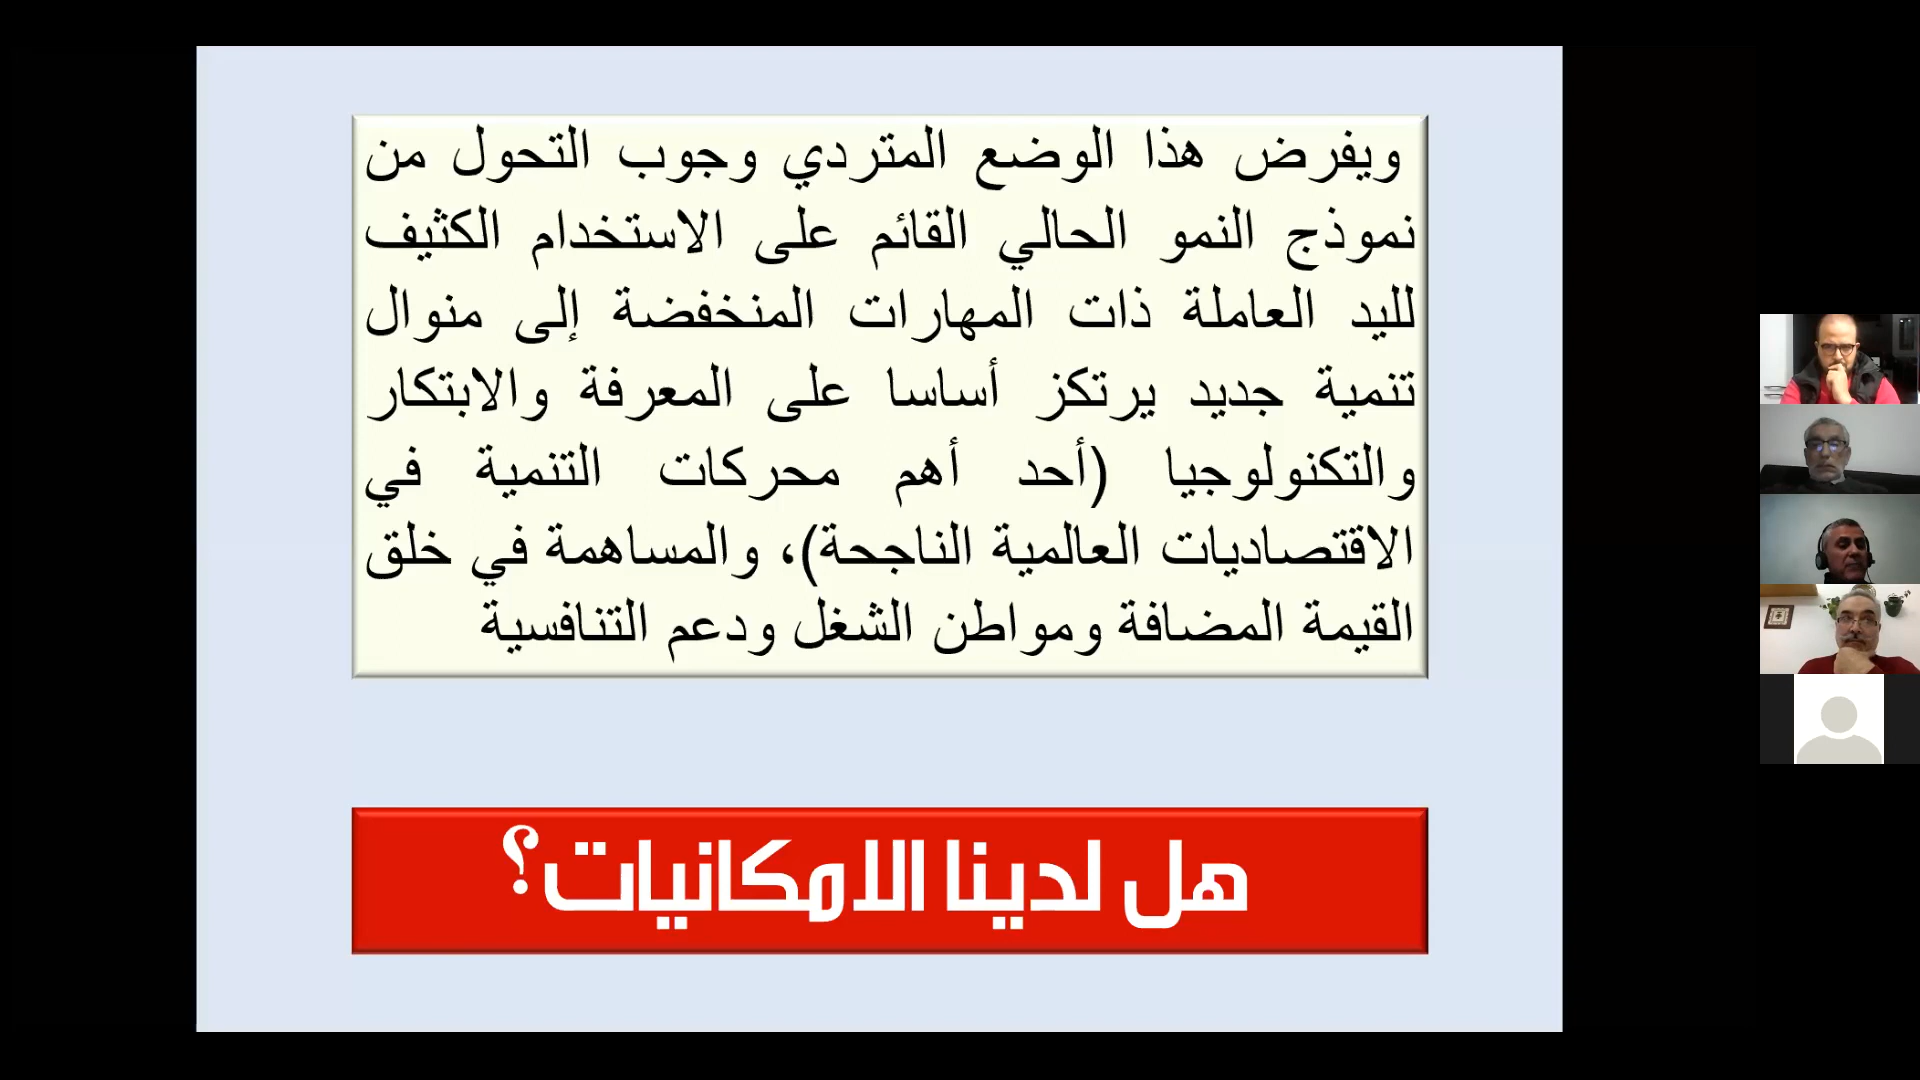 ويفرض هذا الوضع المتردي وجوب التحول من
نموذج النمو الحالي القائم على الاستخدام الكثيف
لليد العاملة ذات المهارات المنخفضة إلى منوال
تنمية جديد يرتكز أساسا على المعرفة والابتكار
والتكنولوجيا (أحد أهم محركات التنمية في
الاقتصاديات العالمية الناجحة)، والمساهمة في خلق
القيمة المضافة ومواطن الشغل ودعم التنافسية
هل لدينا الامكانيات؟